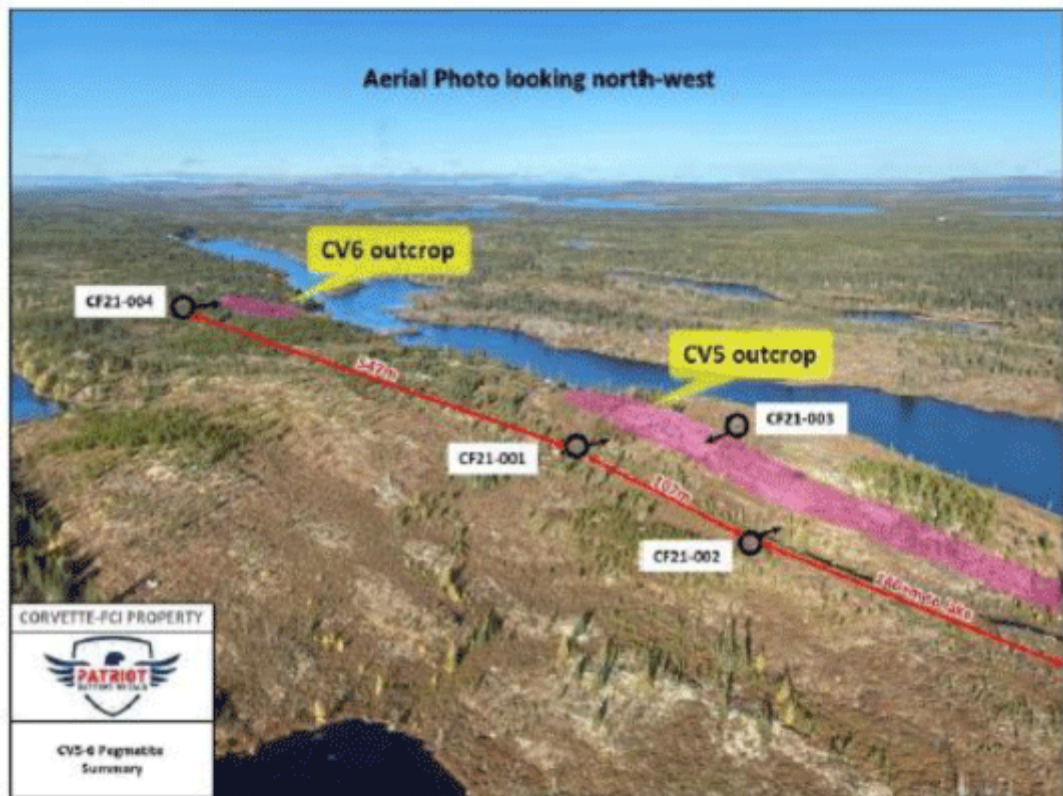 Aerial Photo looking north-west
CV6 outcrop
CF21-004
CV5 outcrop
CF21-003
CF21-001
107m
CF21-002
CORVETTE-FCI PROPERTY
PATRIOT
CV5-6 Pegmatite
Summary